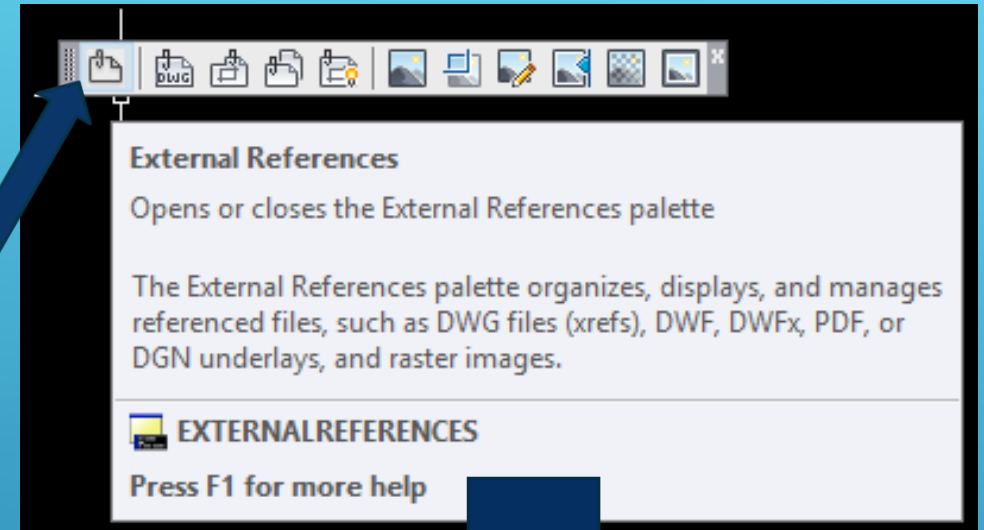 DWG
External References
Opens or closes the External References palette
The External References palette organizes, displays, and manages
referenced files, such as DWG files (xrefs), DWF, DWFx, PDF, or
DGN underlays, and raster images.
EXTERNALREFERENCES
Press F1 for more help